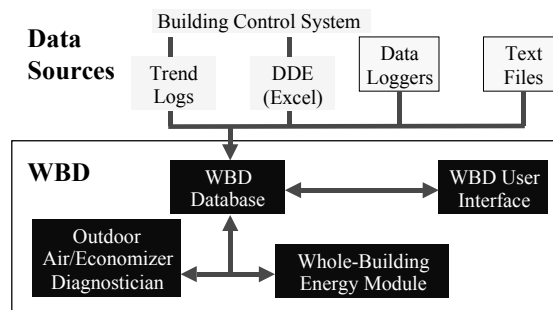 Building Control System
Data
Sources
Trend
Logs
DDE
(Excel)
Data
Loggers
Text
Files
WBD
WBD
Database
WBD User
Interface
Outdoor
Air/Economizer
Diagnostician
Whole-Building
Energy Module